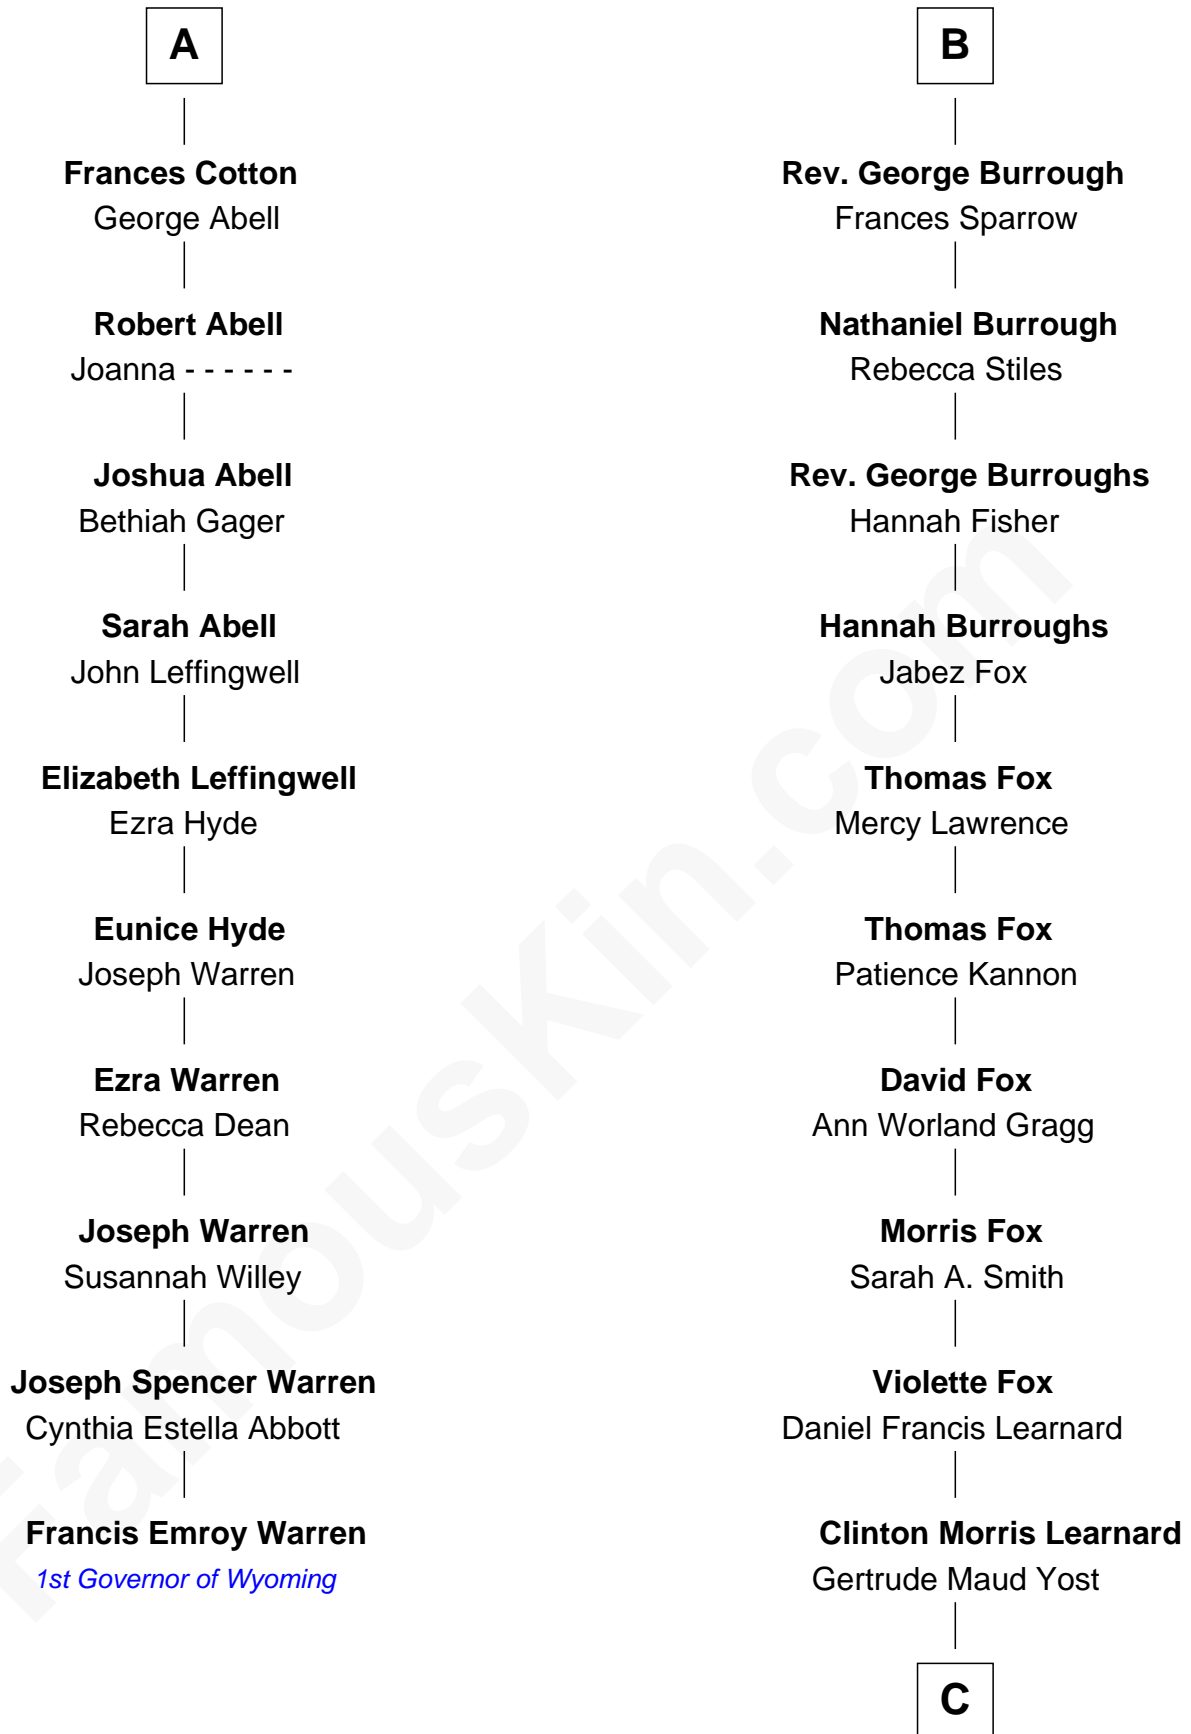 A
Frances Cotton
George Abell
Robert Abell
Joanna - - - - - -
Joshua Abell
Bethiah Gager
Sarah Abell
John Leffingwell
Elizabeth Leffingwell
Ezra Hyde
Eunice Hyde
Joseph Warren
Ezra Warren
Rebecca Dean
Joseph Warren
Susannah Willey
Joseph Spencer Warren
Cynthia Estella Abbott
Francis Emroy Warren
1st Governor of Wyoming
B
Rev. George Burrough
Frances Sparrow
Nathaniel Burrough
Rebecca Stiles
Rev. George Burroughs
Hannah Fisher
Hannah Burroughs
Jabez Fox
Thomas Fox
Mercy Lawrence
Thomas Fox
Patience Kannon
David Fox
Ann Worland Gragg
Morris Fox
Sarah A. Smith
Violette Fox
Daniel Francis Learnard
Clinton Morris Learnard
Gertrude Maud Yost
C
FamousKin.com